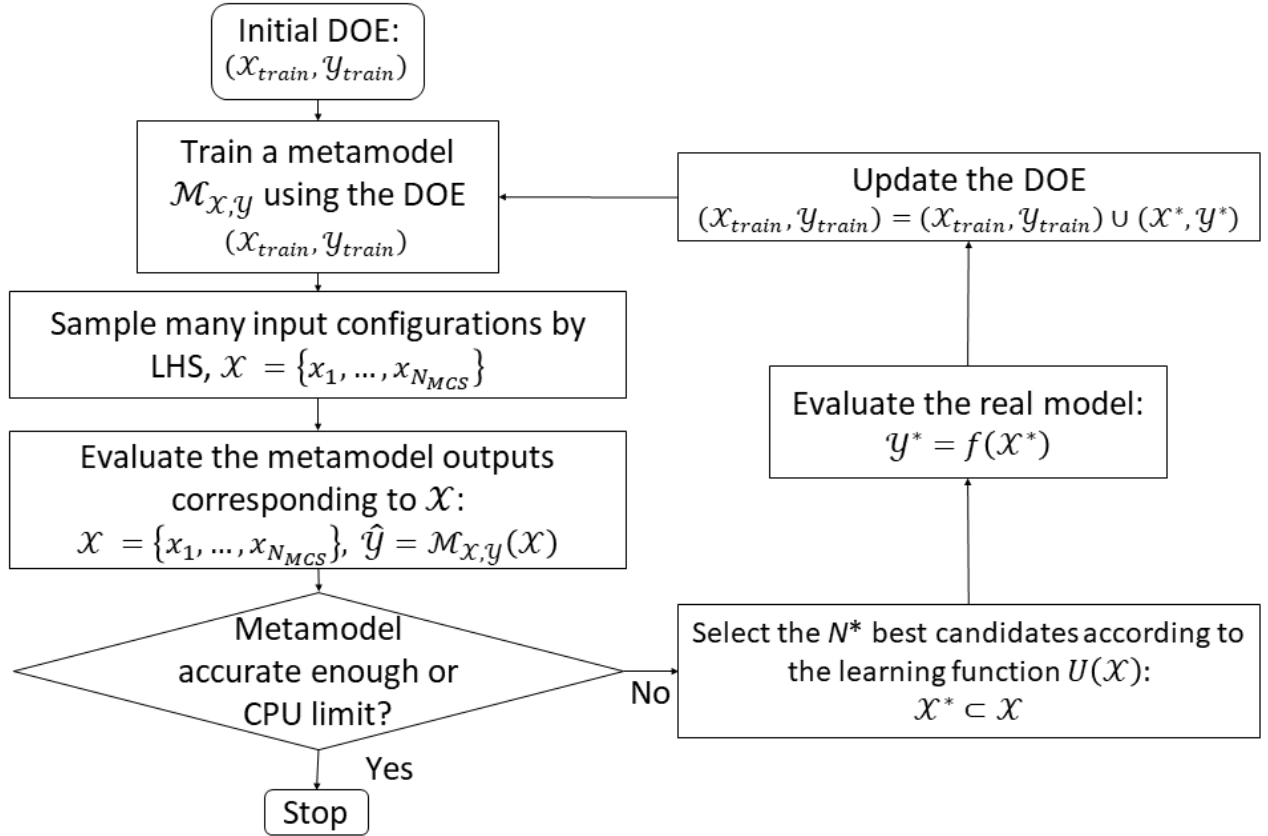 Initial DOE:
(𝒳_train, 𝒴_train)
Train a metamodel
ℳ_𝒳,𝒴 using the DOE
(𝒳_train, 𝒴_train)
Sample many input configurations by
LHS, 𝒳 = {x_1, ..., x_N_MCS}
Evaluate the metamodel outputs
corresponding to 𝒳:
𝒳 = {x_1, ..., x_N_MCS}, 𝒴̂ = ℳ_𝒳,𝒴(𝒳)
Metamodel
accurate enough or
CPU limit?
Yes
Stop
No
Select the N* best candidates according to
the learning function U(𝒳):
𝒳* ⊂ 𝒳
Evaluate the real model:
𝒴* = f(𝒳*)
Update the DOE
(𝒳_train, 𝒴_train) = (𝒳_train, 𝒴_train) ∪ (𝒳*, 𝒴*)